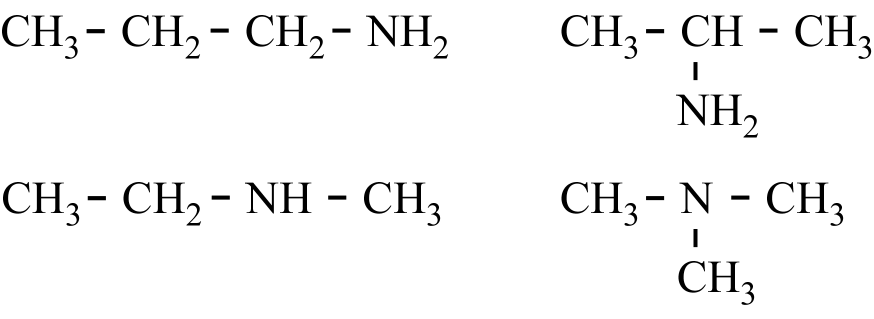 CH₃ – CH₂ – CH₂ – NH₂
CH₃ – CH – CH₃
NH₂
CH₃ – CH₂ – NH – CH₃
CH₃ – N – CH₃
CH₃